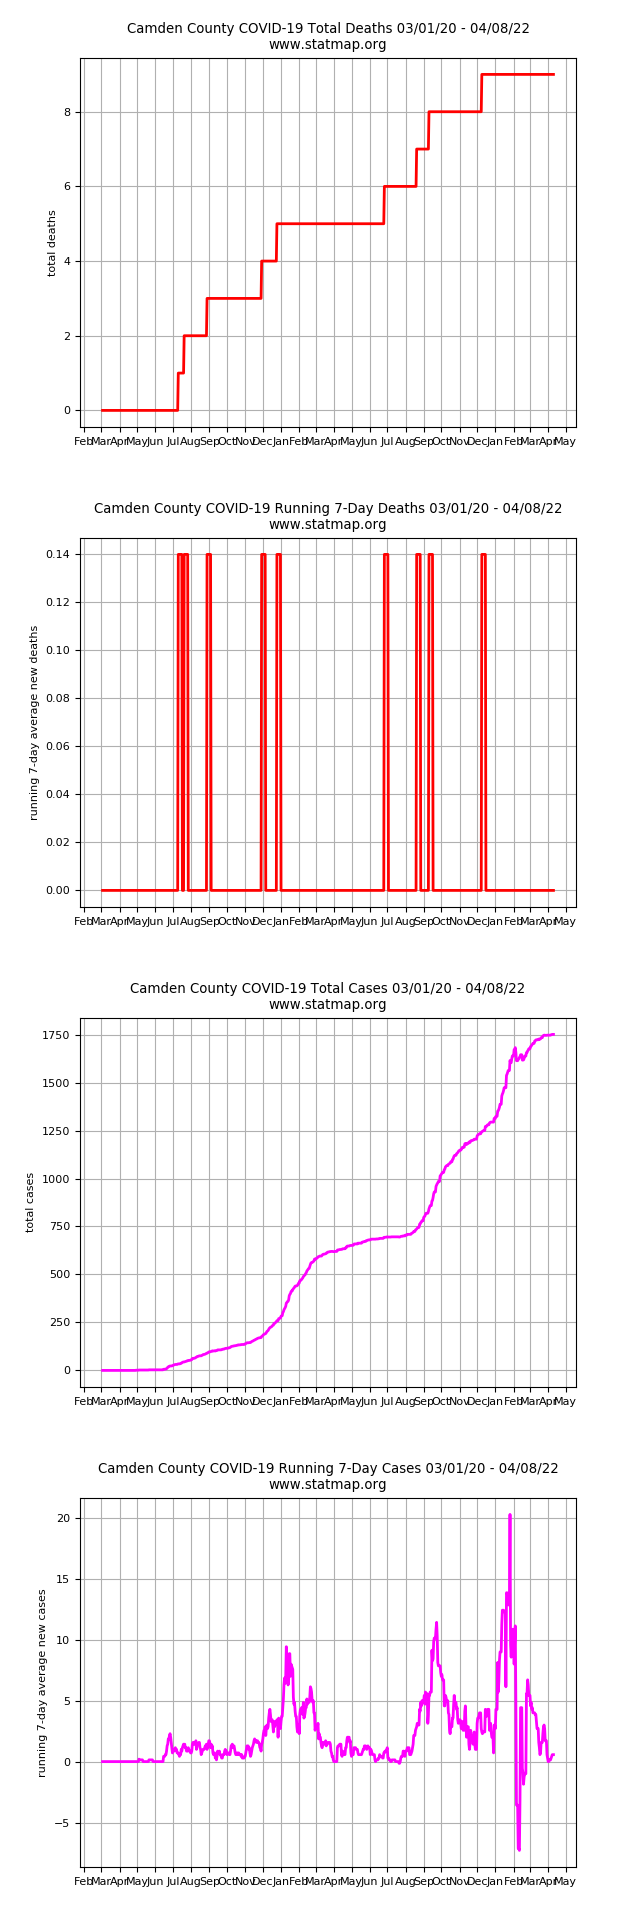 Camden County COVID-19 Total Deaths 03/01/20 - 04/08/22
www.statmap.org
8
6
4
2
0
total deaths
Feb Mar Apr May Jun Jul Aug Sep Oct Nov Dec Jan Feb Mar Apr May Jun Jul Aug Sep Oct Nov Dec Jan Feb Mar Apr May
Camden County COVID-19 Running 7-Day Deaths 03/01/20 - 04/08/22
www.statmap.org
0.14
0.12
0.10
0.08
0.06
0.04
0.02
0.00
running 7-day average new deaths
Feb Mar Apr May Jun Jul Aug Sep Oct Nov Dec Jan Feb Mar Apr May Jun Jul Aug Sep Oct Nov Dec Jan Feb Mar Apr May
Camden County COVID-19 Total Cases 03/01/20 - 04/08/22
www.statmap.org
1750
1500
1250
1000
750
500
250
0
total cases
Feb Mar Apr May Jun Jul Aug Sep Oct Nov Dec Jan Feb Mar Apr May Jun Jul Aug Sep Oct Nov Dec Jan Feb Mar Apr May
Camden County COVID-19 Running 7-Day Cases 03/01/20 - 04/08/22
www.statmap.org
20
15
10
5
0
−5
running 7-day average new cases
Feb Mar Apr May Jun Jul Aug Sep Oct Nov Dec Jan Feb Mar Apr May Jun Jul Aug Sep Oct Nov Dec Jan Feb Mar Apr May